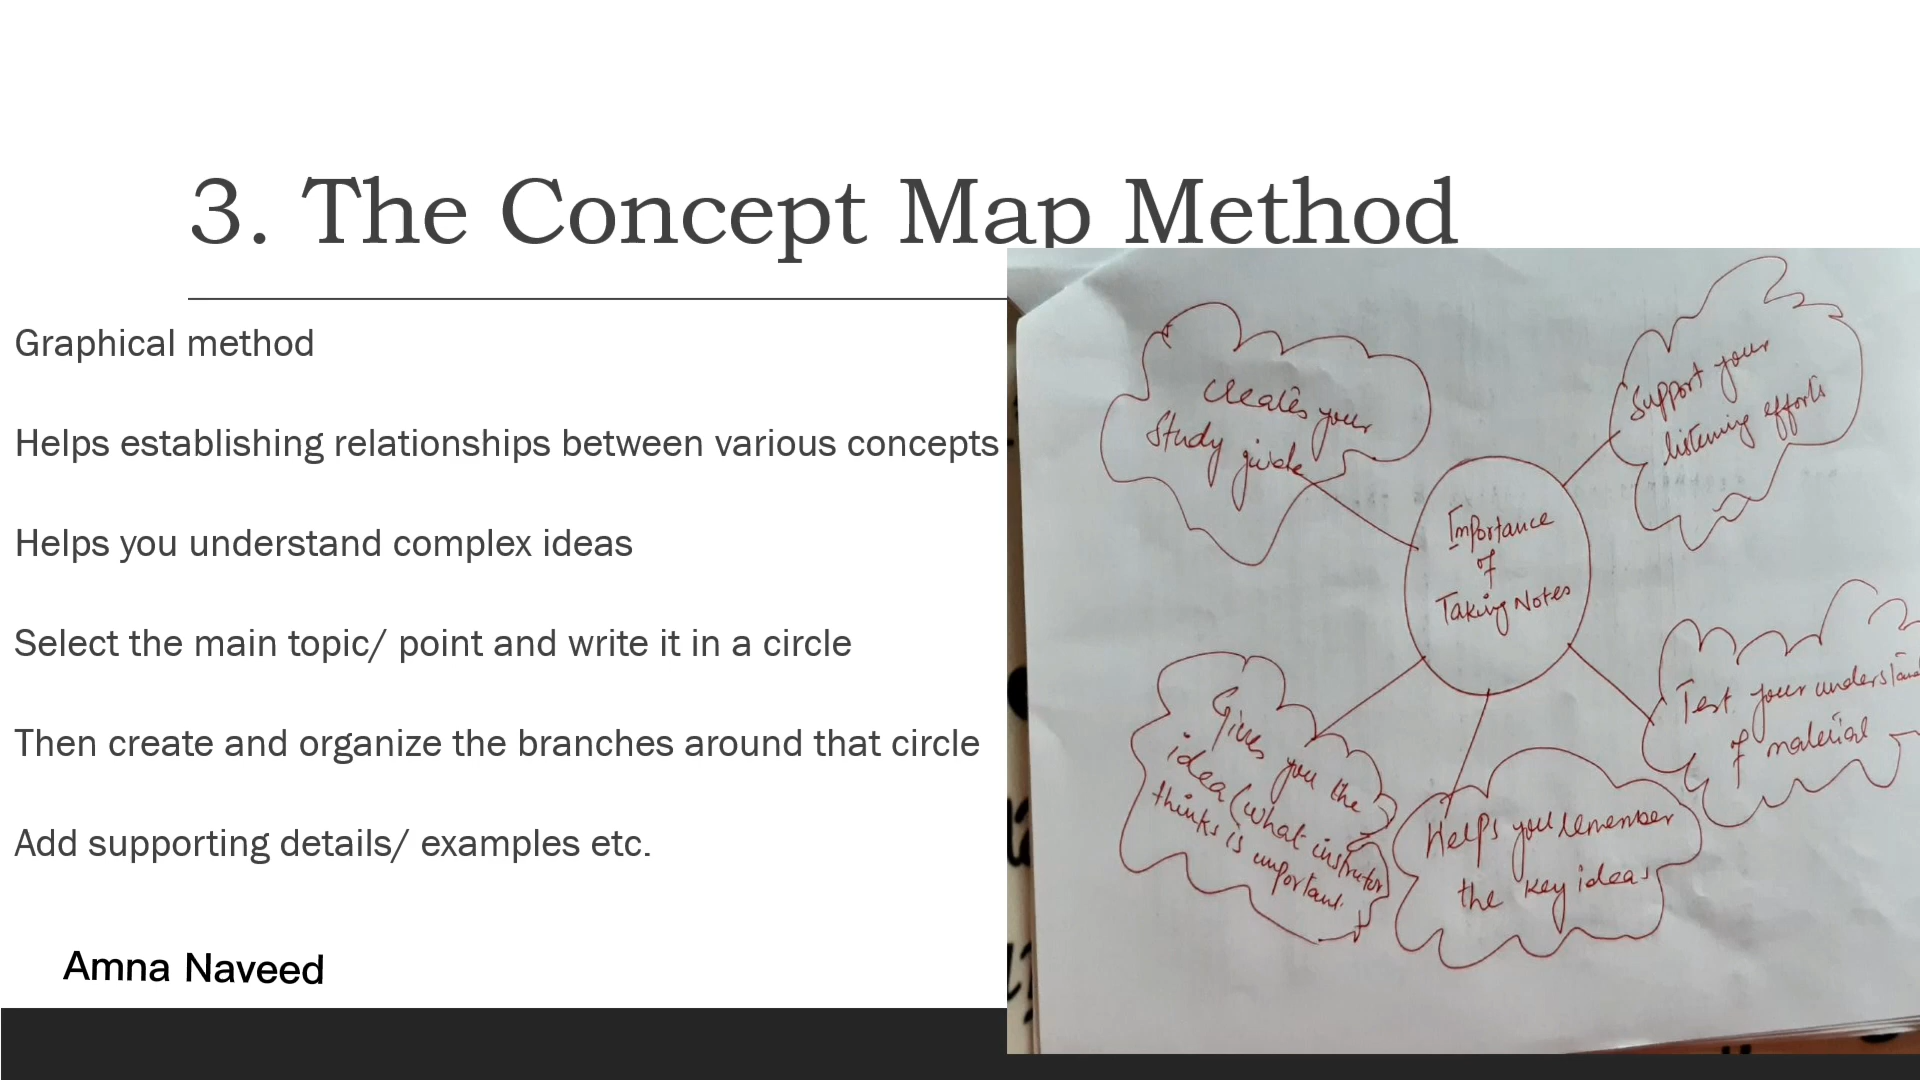 3. The Concept Map Method
Graphical method
Helps establishing relationships between various concepts
Helps you understand complex ideas
Select the main topic/ point and write it in a circle
Then create and organize the branches around that circle
Add supporting details/ examples etc.
Amna Naveed
Creates your
study guide
Support your
listening efforts
Importance
of
Taking Notes
Test your understand
of material
Gives you the
idea (what instructor
thinks is important.
Helps you remember
the key ideas